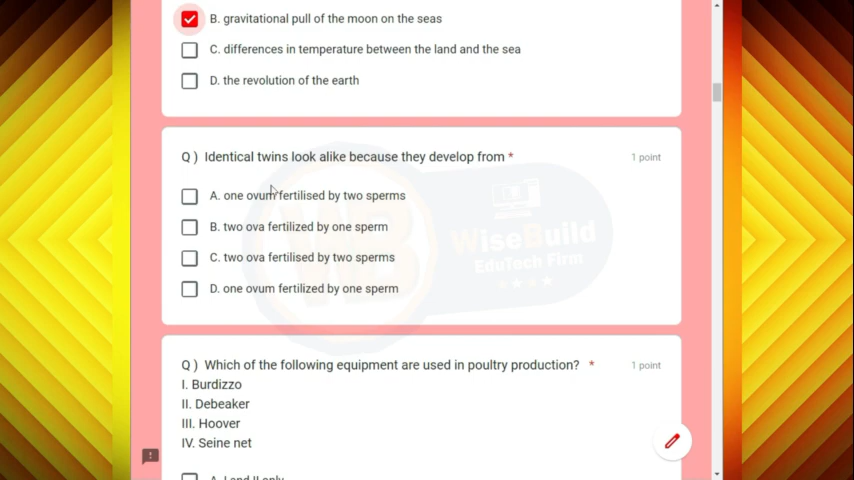 B. gravitational pull of the moon on the seas
C. differences in temperature between the land and the sea
D. the revolution of the earth
Q ) Identical twins look alike because they develop from *
1 point
A. one ovum fertilised by two sperms
B. two ova fertilized by one sperm
C. two ova fertilised by two sperms
D. one ovum fertilized by one sperm
WB
WiseBuild
EduTech Firm
Q ) Which of the following equipment are used in poultry production? *
1 point
I. Burdizzo
II. Debeaker
III. Hoover
IV. Seine net
A. I and II only